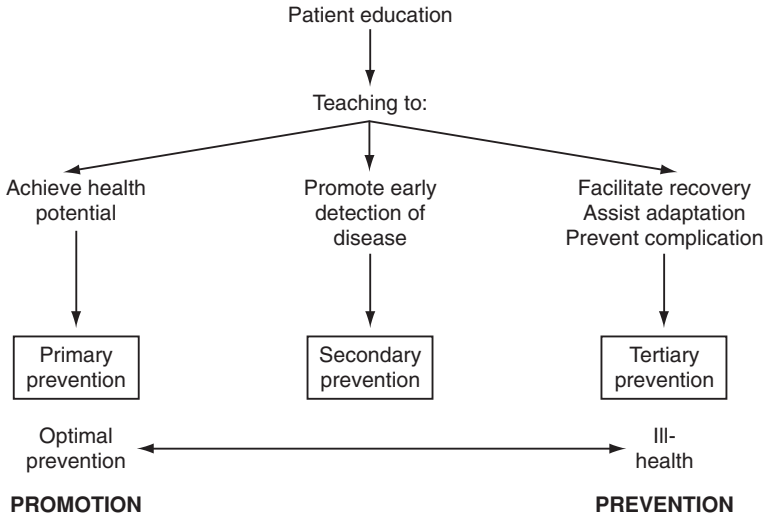 Patient education
Teaching to:
Achieve health
potential
Promote early
detection of
disease
Facilitate recovery
Assist adaptation
Prevent complication
Primary
prevention
Secondary
prevention
Tertiary
prevention
Optimal
prevention
Ill-
health
PROMOTION
PREVENTION